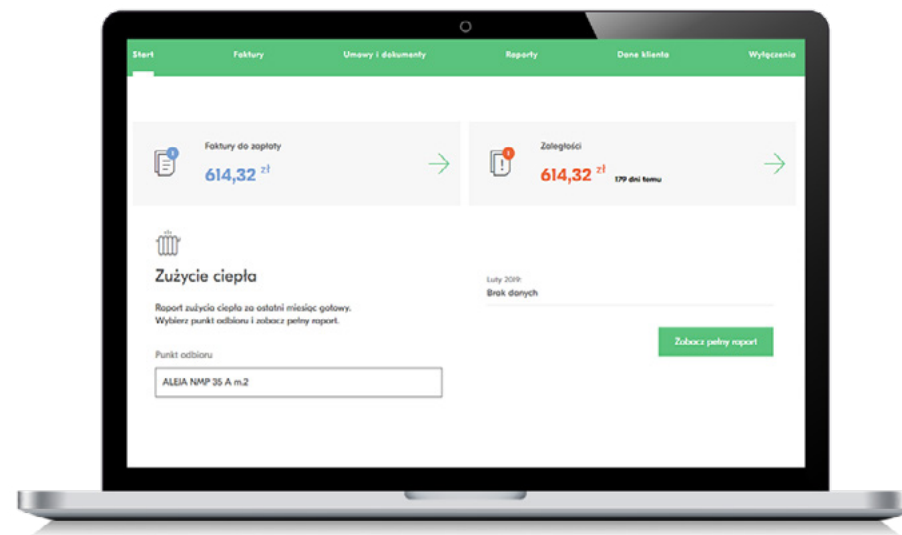 Start
Faktury
Umowy i dokumenty
Raporty
Dane klienta
Wyłączenia
1
Faktury do zapłaty
614,32 zł
1
Zaległości
614,32 zł 179 dni temu
Zużycie ciepła
Raport zużycia ciepła za ostatni miesiąc gotowy.
Wybierz punkt odbioru i zobacz pełny raport.
Punkt odbioru
ALEJA NMP 35 A m.2
Luty 2019:
Brak danych
Zobacz pełny raport